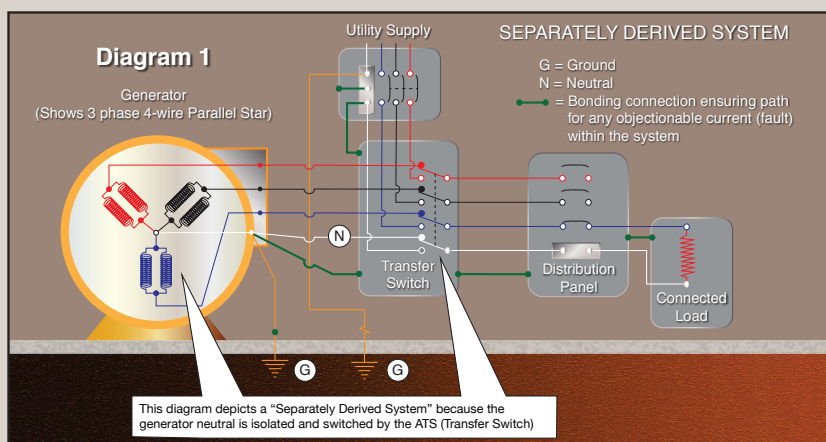 Utility Supply
SEPARATELY DERIVED SYSTEM
Diagram 1
G = Ground
N = Neutral
= Bonding connection ensuring path
for any objectionable current (fault)
within the system
Generator
(Shows 3 phase 4-wire Parallel Star)
N
Transfer
Switch
Distribution
Panel
Connected
Load
G
G
This diagram depicts a “Separately Derived System” because the
generator neutral is isolated and switched by the ATS (Transfer Switch)